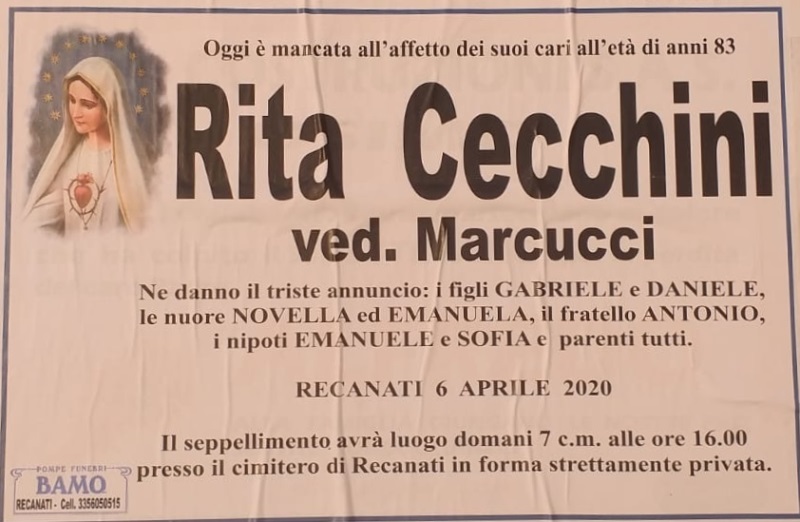 Oggi è mancata all'affetto dei suoi cari all'età di anni 83
Rita Cecchini
ved. Marcucci
Ne danno il triste annuncio: i figli GABRIELE e DANIELE,
le nuore NOVELLA ed EMANUELA, il fratello ANTONIO,
i nipoti EMANUELE e SOFIA e parenti tutti.
RECANATI 6 APRILE 2020
Il seppellimento avrà luogo domani 7 c.m. alle ore 16.00
presso il cimitero di Recanati in forma strettamente privata.
POMPE FUNEBRI
BAMO
RECANATI - Cell. 3356050515